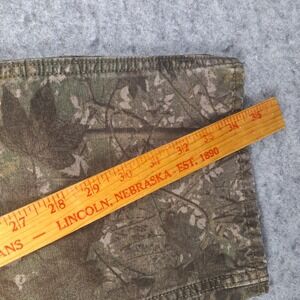 27 28 29 30 31 32 33 34 35
ANS — LINCOLN, NEBRASKA - EST. 1890